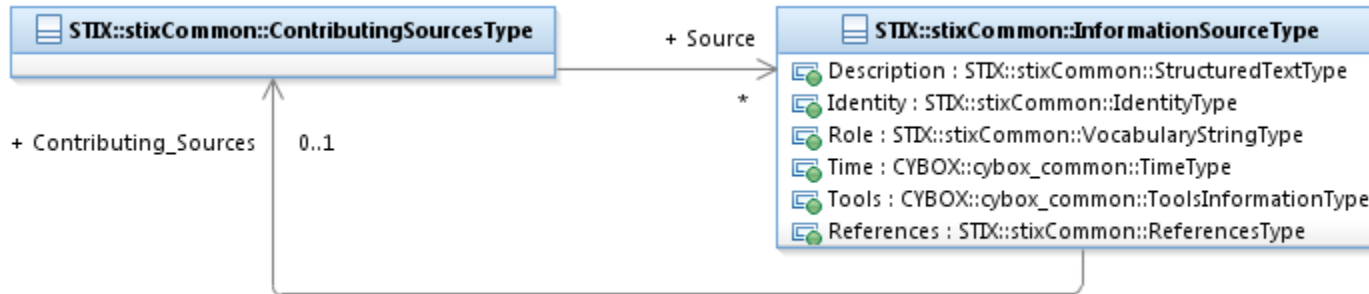 STIX::stixCommon::ContributingSourcesType
+ Source
*
+ Contributing_Sources
0..1
STIX::stixCommon::InformationSourceType
Description : STIX::stixCommon::StructuredTextType
Identity : STIX::stixCommon::IdentityType
Role : STIX::stixCommon::VocabularyStringType
Time : CYBOX::cybox_common::TimeType
Tools : CYBOX::cybox_common::ToolsInformationType
References : STIX::stixCommon::ReferencesType